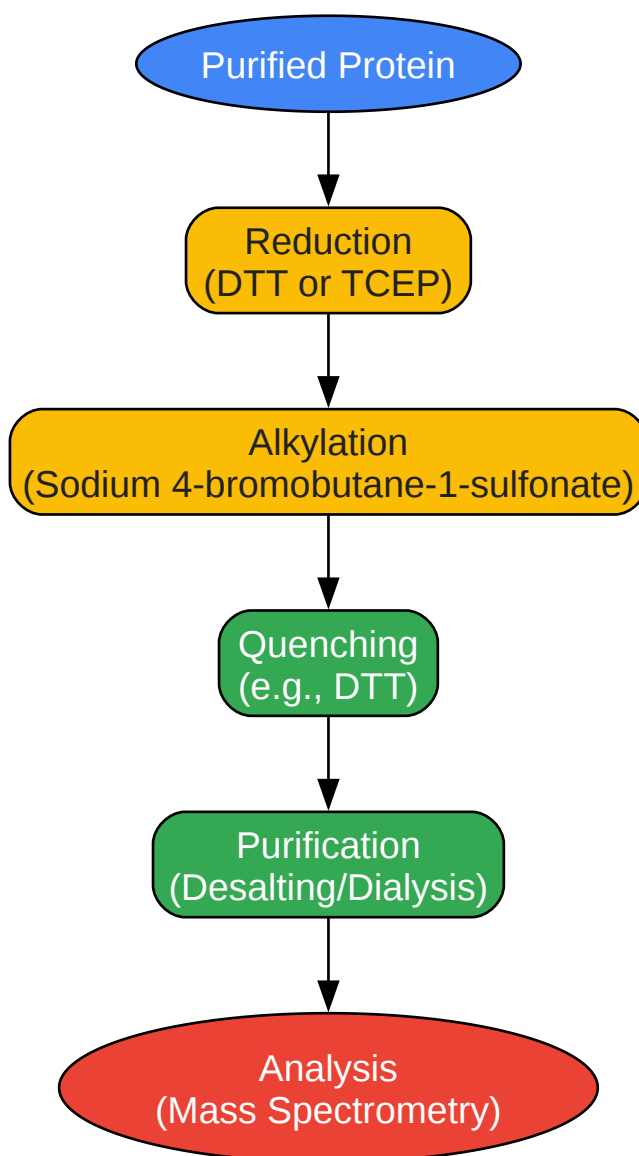 Purified Protein
Reduction
(DTT or TCEP)
Alkylation
(Sodium 4-bromobutane-1-sulfonate)
Quenching
(e.g., DTT)
Purification
(Desalting/Dialysis)
Analysis
(Mass Spectrometry)